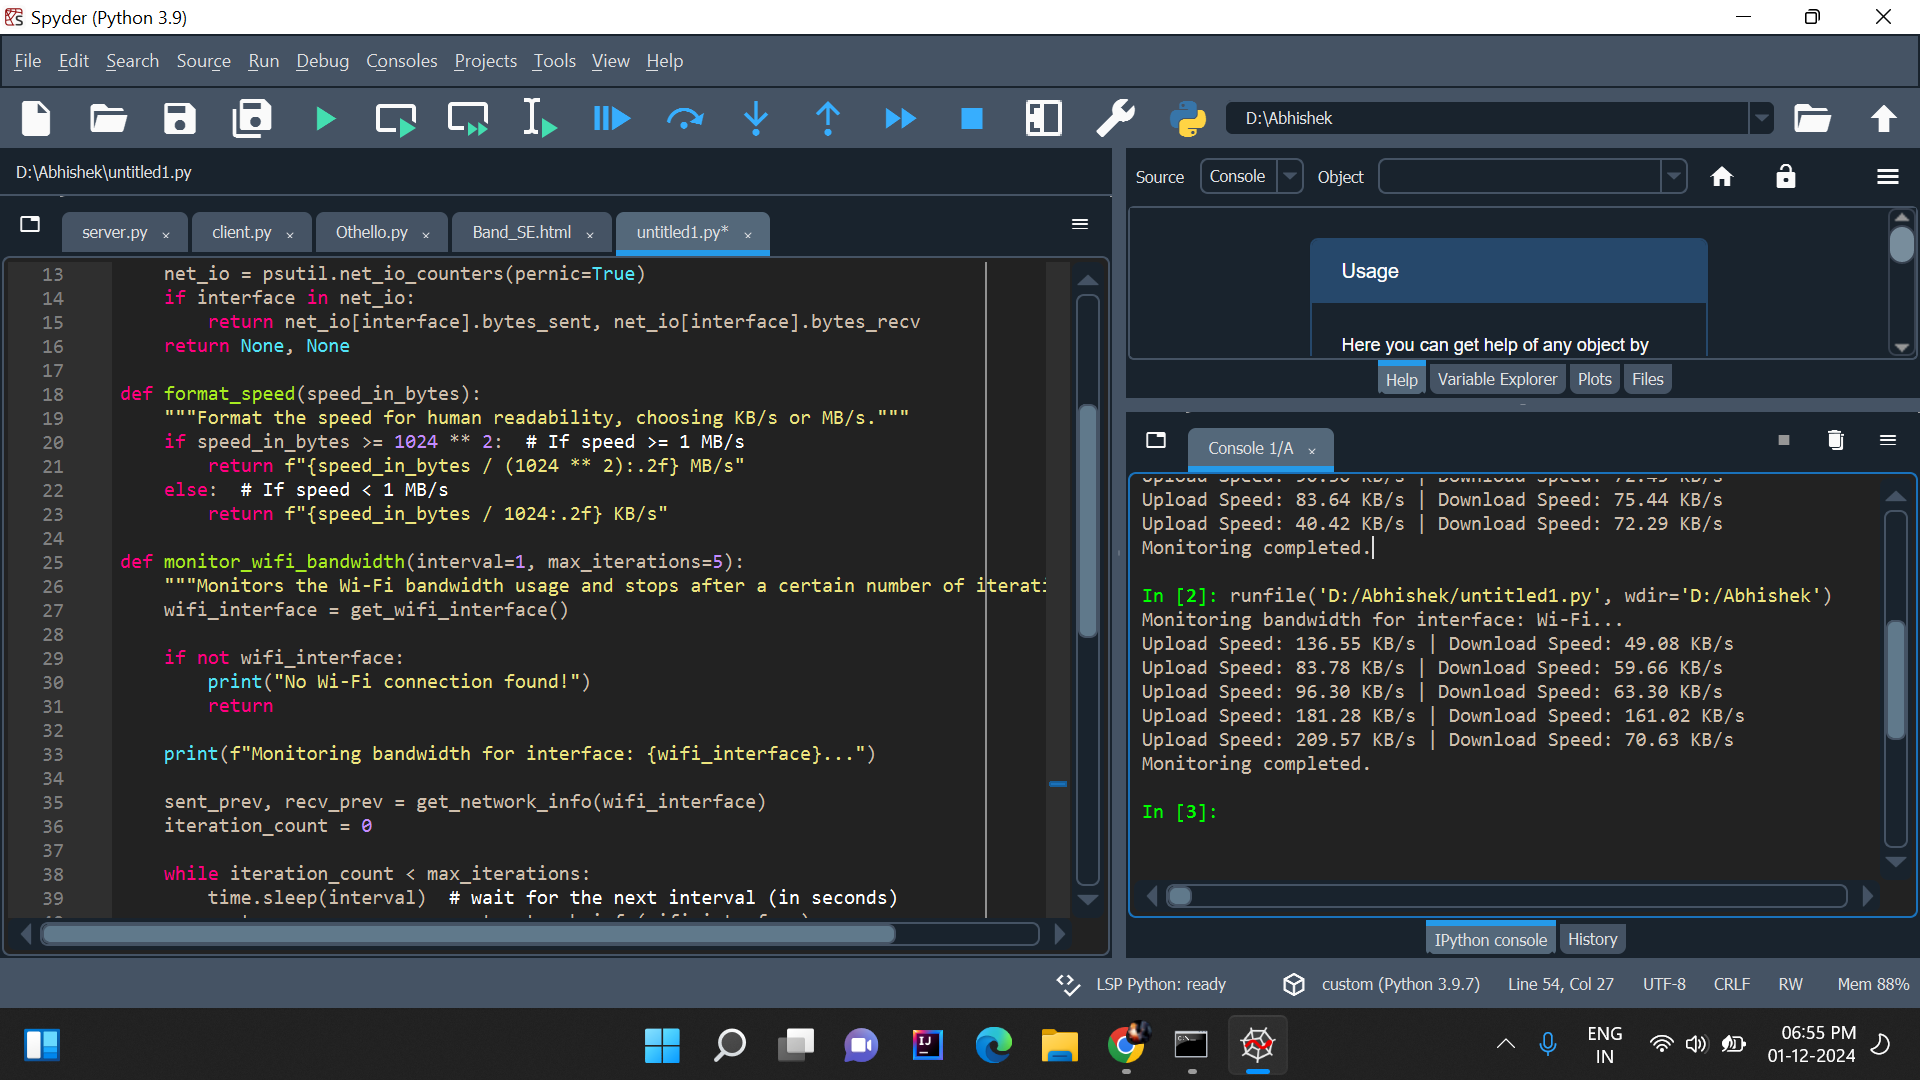 Spyder (Python 3.9)
File Edit Search Source Run Debug Consoles Projects Tools View Help
D:\Abhishek
D:\Abhishek\untitled1.py
server.py client.py Othello.py Band_SE.html untitled1.py*
13 net_io = psutil.net_io_counters(pernic=True)
14 if interface in net_io:
15 return net_io[interface].bytes_sent, net_io[interface].bytes_recv
16 return None, None
17
18 def format_speed(speed_in_bytes):
19 """Format the speed for human readability, choosing KB/s or MB/s."""
20 if speed_in_bytes >= 1024 ** 2: # If speed >= 1 MB/s
21 return f"{speed_in_bytes / (1024 ** 2):.2f} MB/s"
22 else: # If speed < 1 MB/s
23 return f"{speed_in_bytes / 1024:.2f} KB/s"
24
25 def monitor_wifi_bandwidth(interval=1, max_iterations=5):
26 """Monitors the Wi-Fi bandwidth usage and stops after a certain number of iterati
27 wifi_interface = get_wifi_interface()
28
29 if not wifi_interface:
30 print("No Wi-Fi connection found!")
31 return
32
33 print(f"Monitoring bandwidth for interface: {wifi_interface}...")
34
35 sent_prev, recv_prev = get_network_info(wifi_interface)
36 iteration_count = 0
37
38 while iteration_count < max_iterations:
39 time.sleep(interval) # wait for the next interval (in seconds)
Source Console Object
Usage
Here you can get help of any object by
Help Variable Explorer Plots Files
Console 1/A
Upload Speed: 83.64 KB/s | Download Speed: 75.44 KB/s
Upload Speed: 40.42 KB/s | Download Speed: 72.29 KB/s
Monitoring completed.
In [2]: runfile('D:/Abhishek/untitled1.py', wdir='D:/Abhishek')
Monitoring bandwidth for interface: Wi-Fi...
Upload Speed: 136.55 KB/s | Download Speed: 49.08 KB/s
Upload Speed: 83.78 KB/s | Download Speed: 59.66 KB/s
Upload Speed: 96.30 KB/s | Download Speed: 63.30 KB/s
Upload Speed: 181.28 KB/s | Download Speed: 161.02 KB/s
Upload Speed: 209.57 KB/s | Download Speed: 70.63 KB/s
Monitoring completed.
In [3]:
IPython console History
LSP Python: ready custom (Python 3.9.7) Line 54, Col 27 UTF-8 CRLF RW Mem 88%
IJ
ENG
IN
06:55 PM
01-12-2024